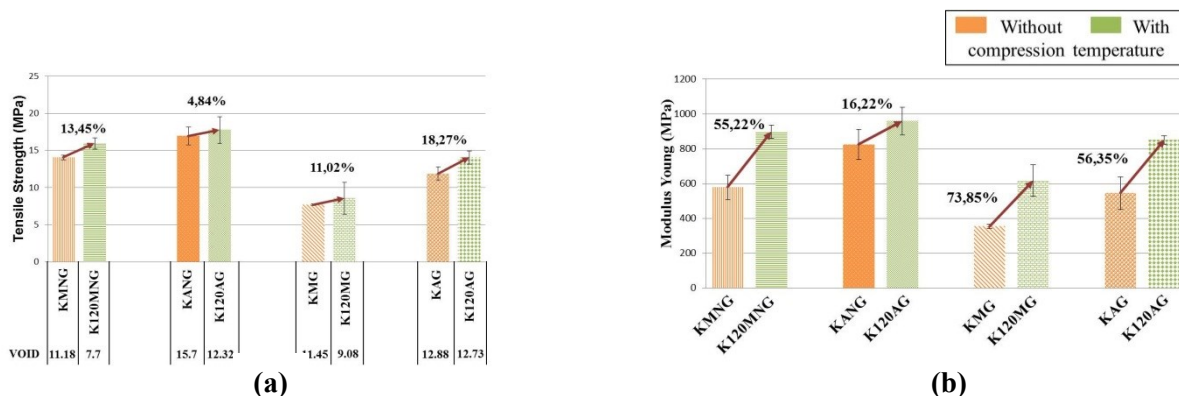 Without With
compression temperature
Tensile Strength (MPa)
25
20
15
10
5
0
13,45%
4,84%
11,02%
18,27%
KMNG
K120MNG
KANG
K120AG
KMG
K120MG
KAG
K120AG
VOID 11.18 7.7 15.7 12.32 11.45 9.08 12.88 12.73
(a)
Modulus Young (MPa)
1200
1000
800
600
400
200
0
55,22%
16,22%
73,85%
56,35%
KMNG
K120MNG
KANG
K120AG
KMG
K120MG
KAG
K120AG
(b)